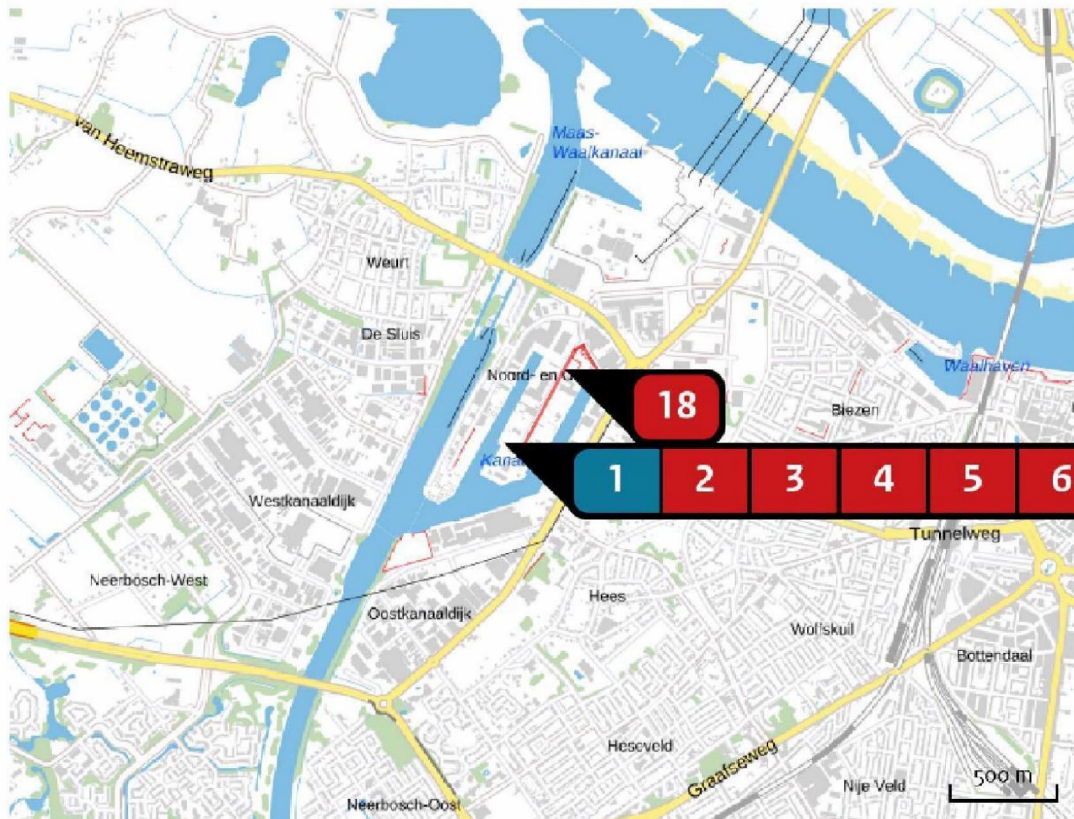 Maas-
Waalkanaal
van Heemstraweg
Weurt
De Sluis
Waalhaven
Noord- en
18
Biezen
1 2 3 4 5 6
Westkanaaldijk
Tunnelweg
Neerbosch-West
Hees
Oostkanaaldijk
Wolfskuil
Bottendaal
Heseveld
Graafseweg
500 m
Nije Veld
Neerbosch-Oost